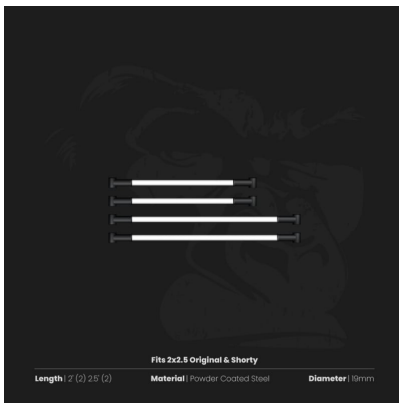 Fits 2x2.5 Original & Shorty
Length | 2' (2) 2.5' (2)
Material | Powder Coated Steel
Diameter | 19mm